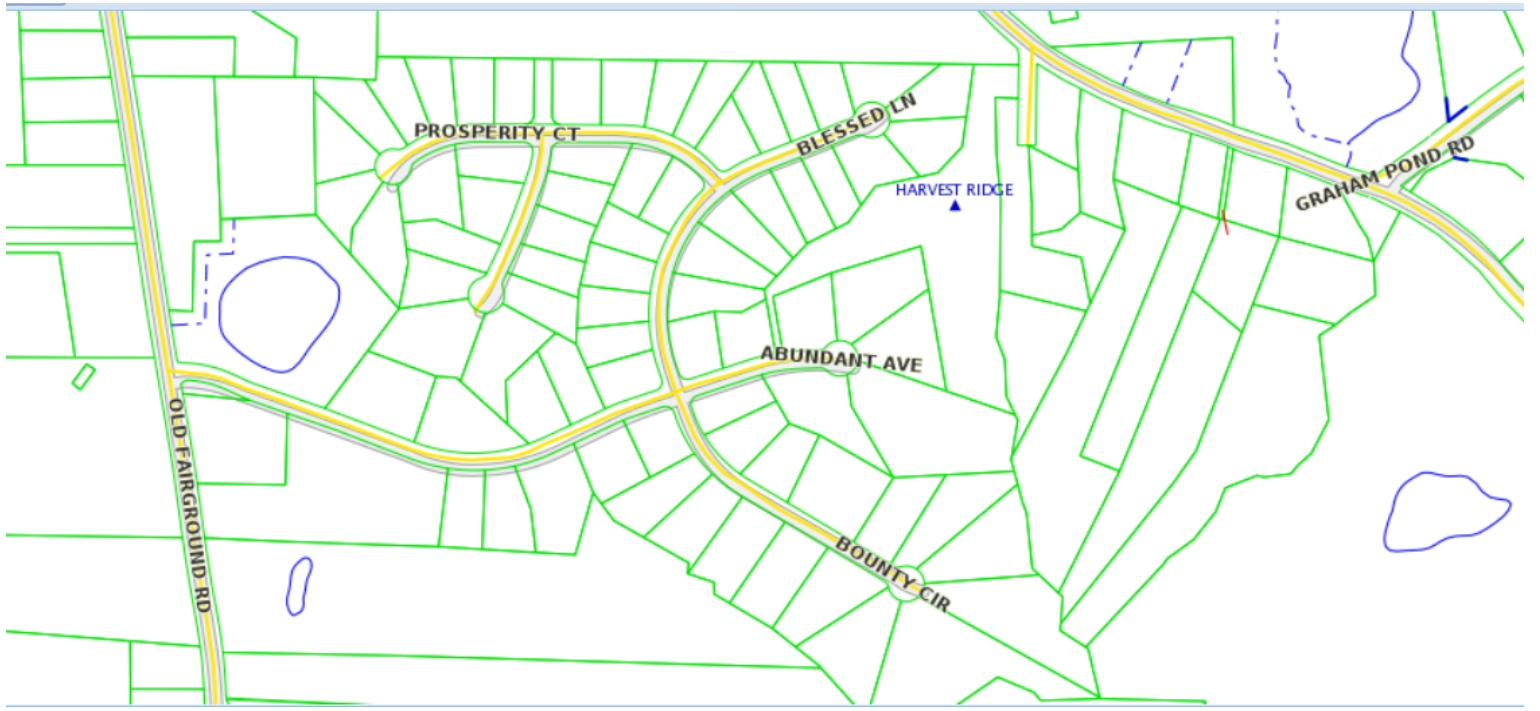 PROSPERITY CT
BLESSED LN
HARVEST RIDGE
GRAHAM POND RD
ABUNDANT AVE
OLD FAIRGROUND RD
BOUNTY CIR